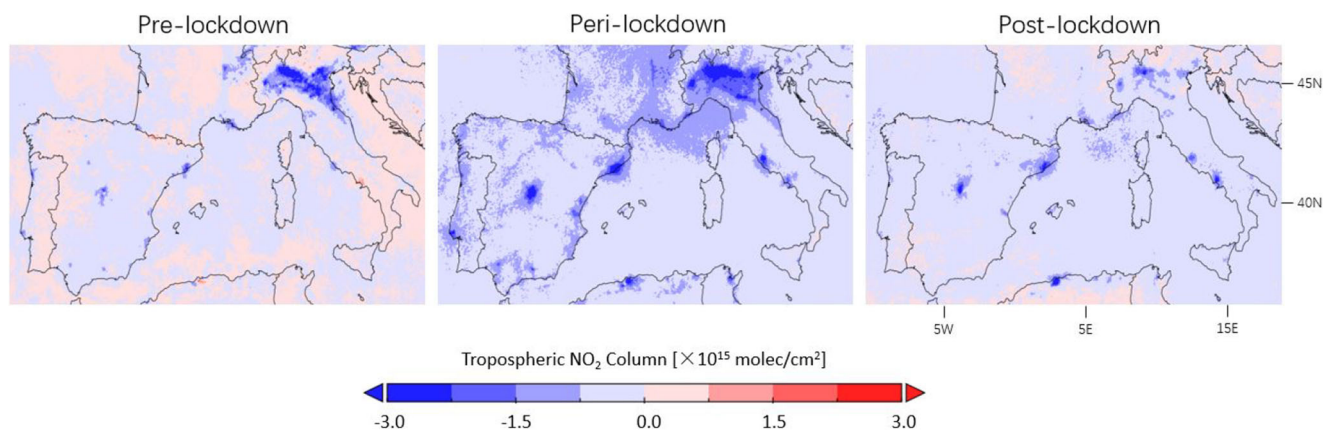 Pre-lockdown
Peri-lockdown
Post-lockdown
45N
40N
5W
5E
15E
Tropospheric NO₂ Column [×10¹⁵ molec/cm²]
-3.0
-1.5
0.0
1.5
3.0